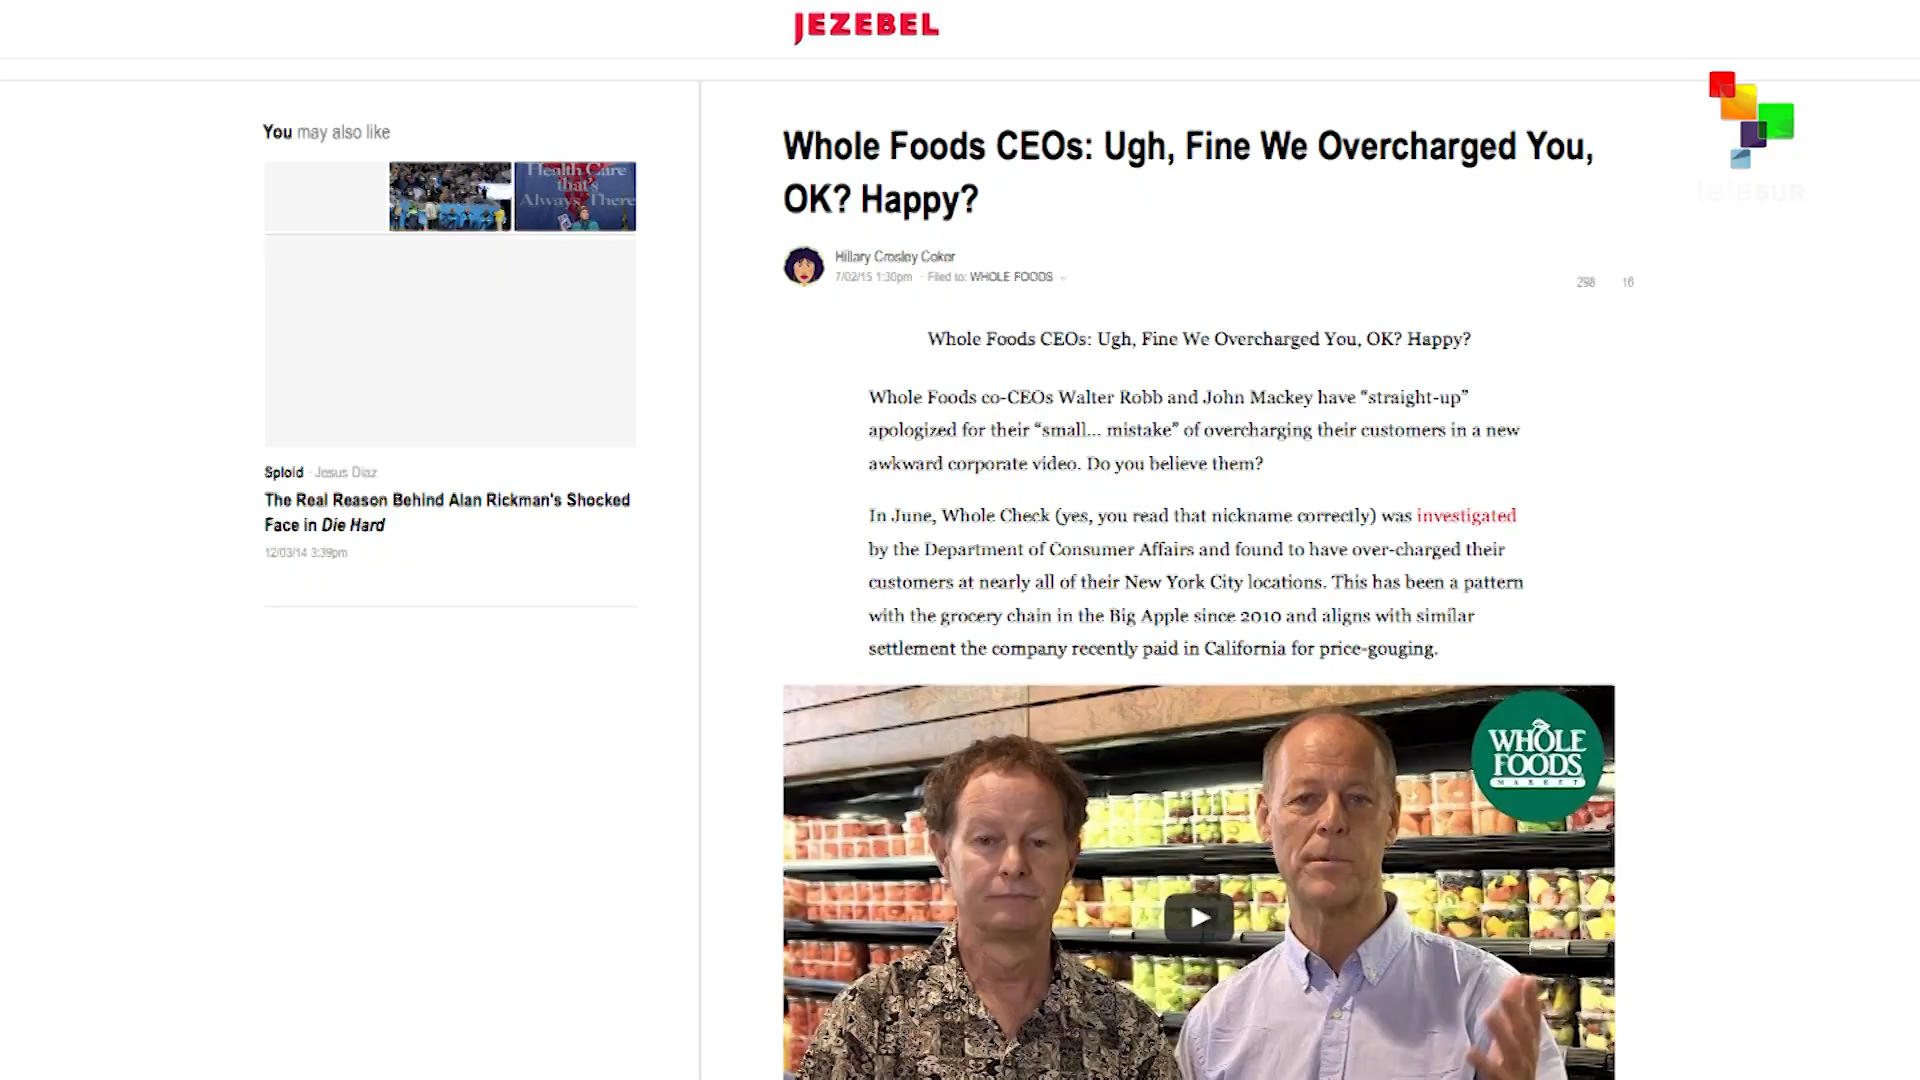 JEZEBEL
teleSUR
You may also like
Health Care
that's
Always There
Sploid · Jesus Diaz
The Real Reason Behind Alan Rickman's Shocked
Face in Die Hard
12/03/14 3:39pm
Whole Foods CEOs: Ugh, Fine We Overcharged You,
OK? Happy?
Hillary Crosley Coker
7/02/15 1:30pm · Filed to: WHOLE FOODS
298 16
Whole Foods CEOs: Ugh, Fine We Overcharged You, OK? Happy?
Whole Foods co-CEOs Walter Robb and John Mackey have “straight-up”
apologized for their “small... mistake” of overcharging their customers in a new
awkward corporate video. Do you believe them?
In June, Whole Check (yes, you read that nickname correctly) was investigated
by the Department of Consumer Affairs and found to have over-charged their
customers at nearly all of their New York City locations. This has been a pattern
with the grocery chain in the Big Apple since 2010 and aligns with similar
settlement the company recently paid in California for price-gouging.
WHOLE
FOODS
MARKET